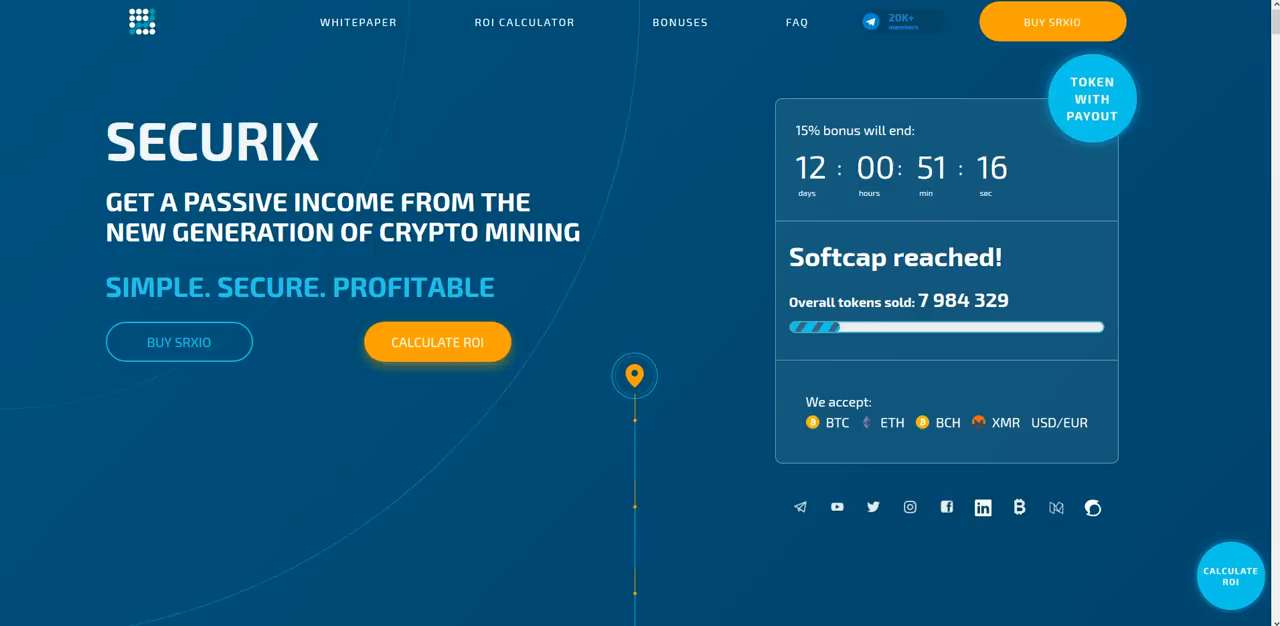 WHITEPAPER
ROI CALCULATOR
BONUSES
FAQ
20K+
members
BUY SRXIO
TOKEN
WITH
PAYOUT
SECURIX
GET A PASSIVE INCOME FROM THE
NEW GENERATION OF CRYPTO MINING
SIMPLE. SECURE. PROFITABLE
BUY SRXIO
CALCULATE ROI
15% bonus will end:
12 : 00 : 51 : 16
days hours min sec
Softcap reached!
Overall tokens sold: 7 984 329
We accept:
BTC ETH BCH XMR USD/EUR
CALCULATE
ROI